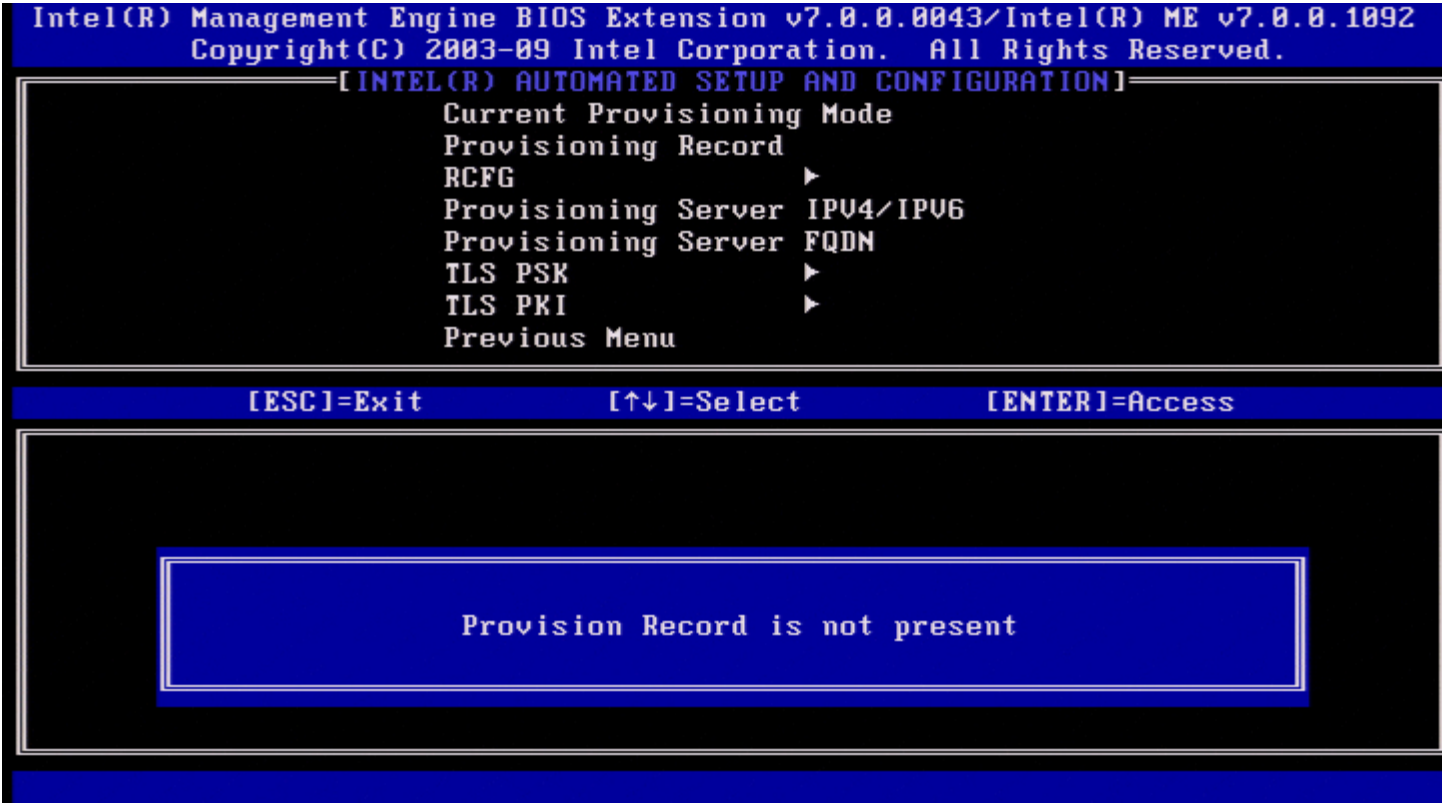 Intel(R) Management Engine BIOS Extension v7.0.0.0043/Intel(R) ME v7.0.0.1092
Copyright(C) 2003-09 Intel Corporation. All Rights Reserved.
[INTEL(R) AUTOMATED SETUP AND CONFIGURATION]
Current Provisioning Mode
Provisioning Record
RCFG ►
Provisioning Server IPV4/IPV6
Provisioning Server FQDN
TLS PSK ►
TLS PKI ►
Previous Menu
[ESC]=Exit [↑↓]=Select [ENTER]=Access
Provision Record is not present